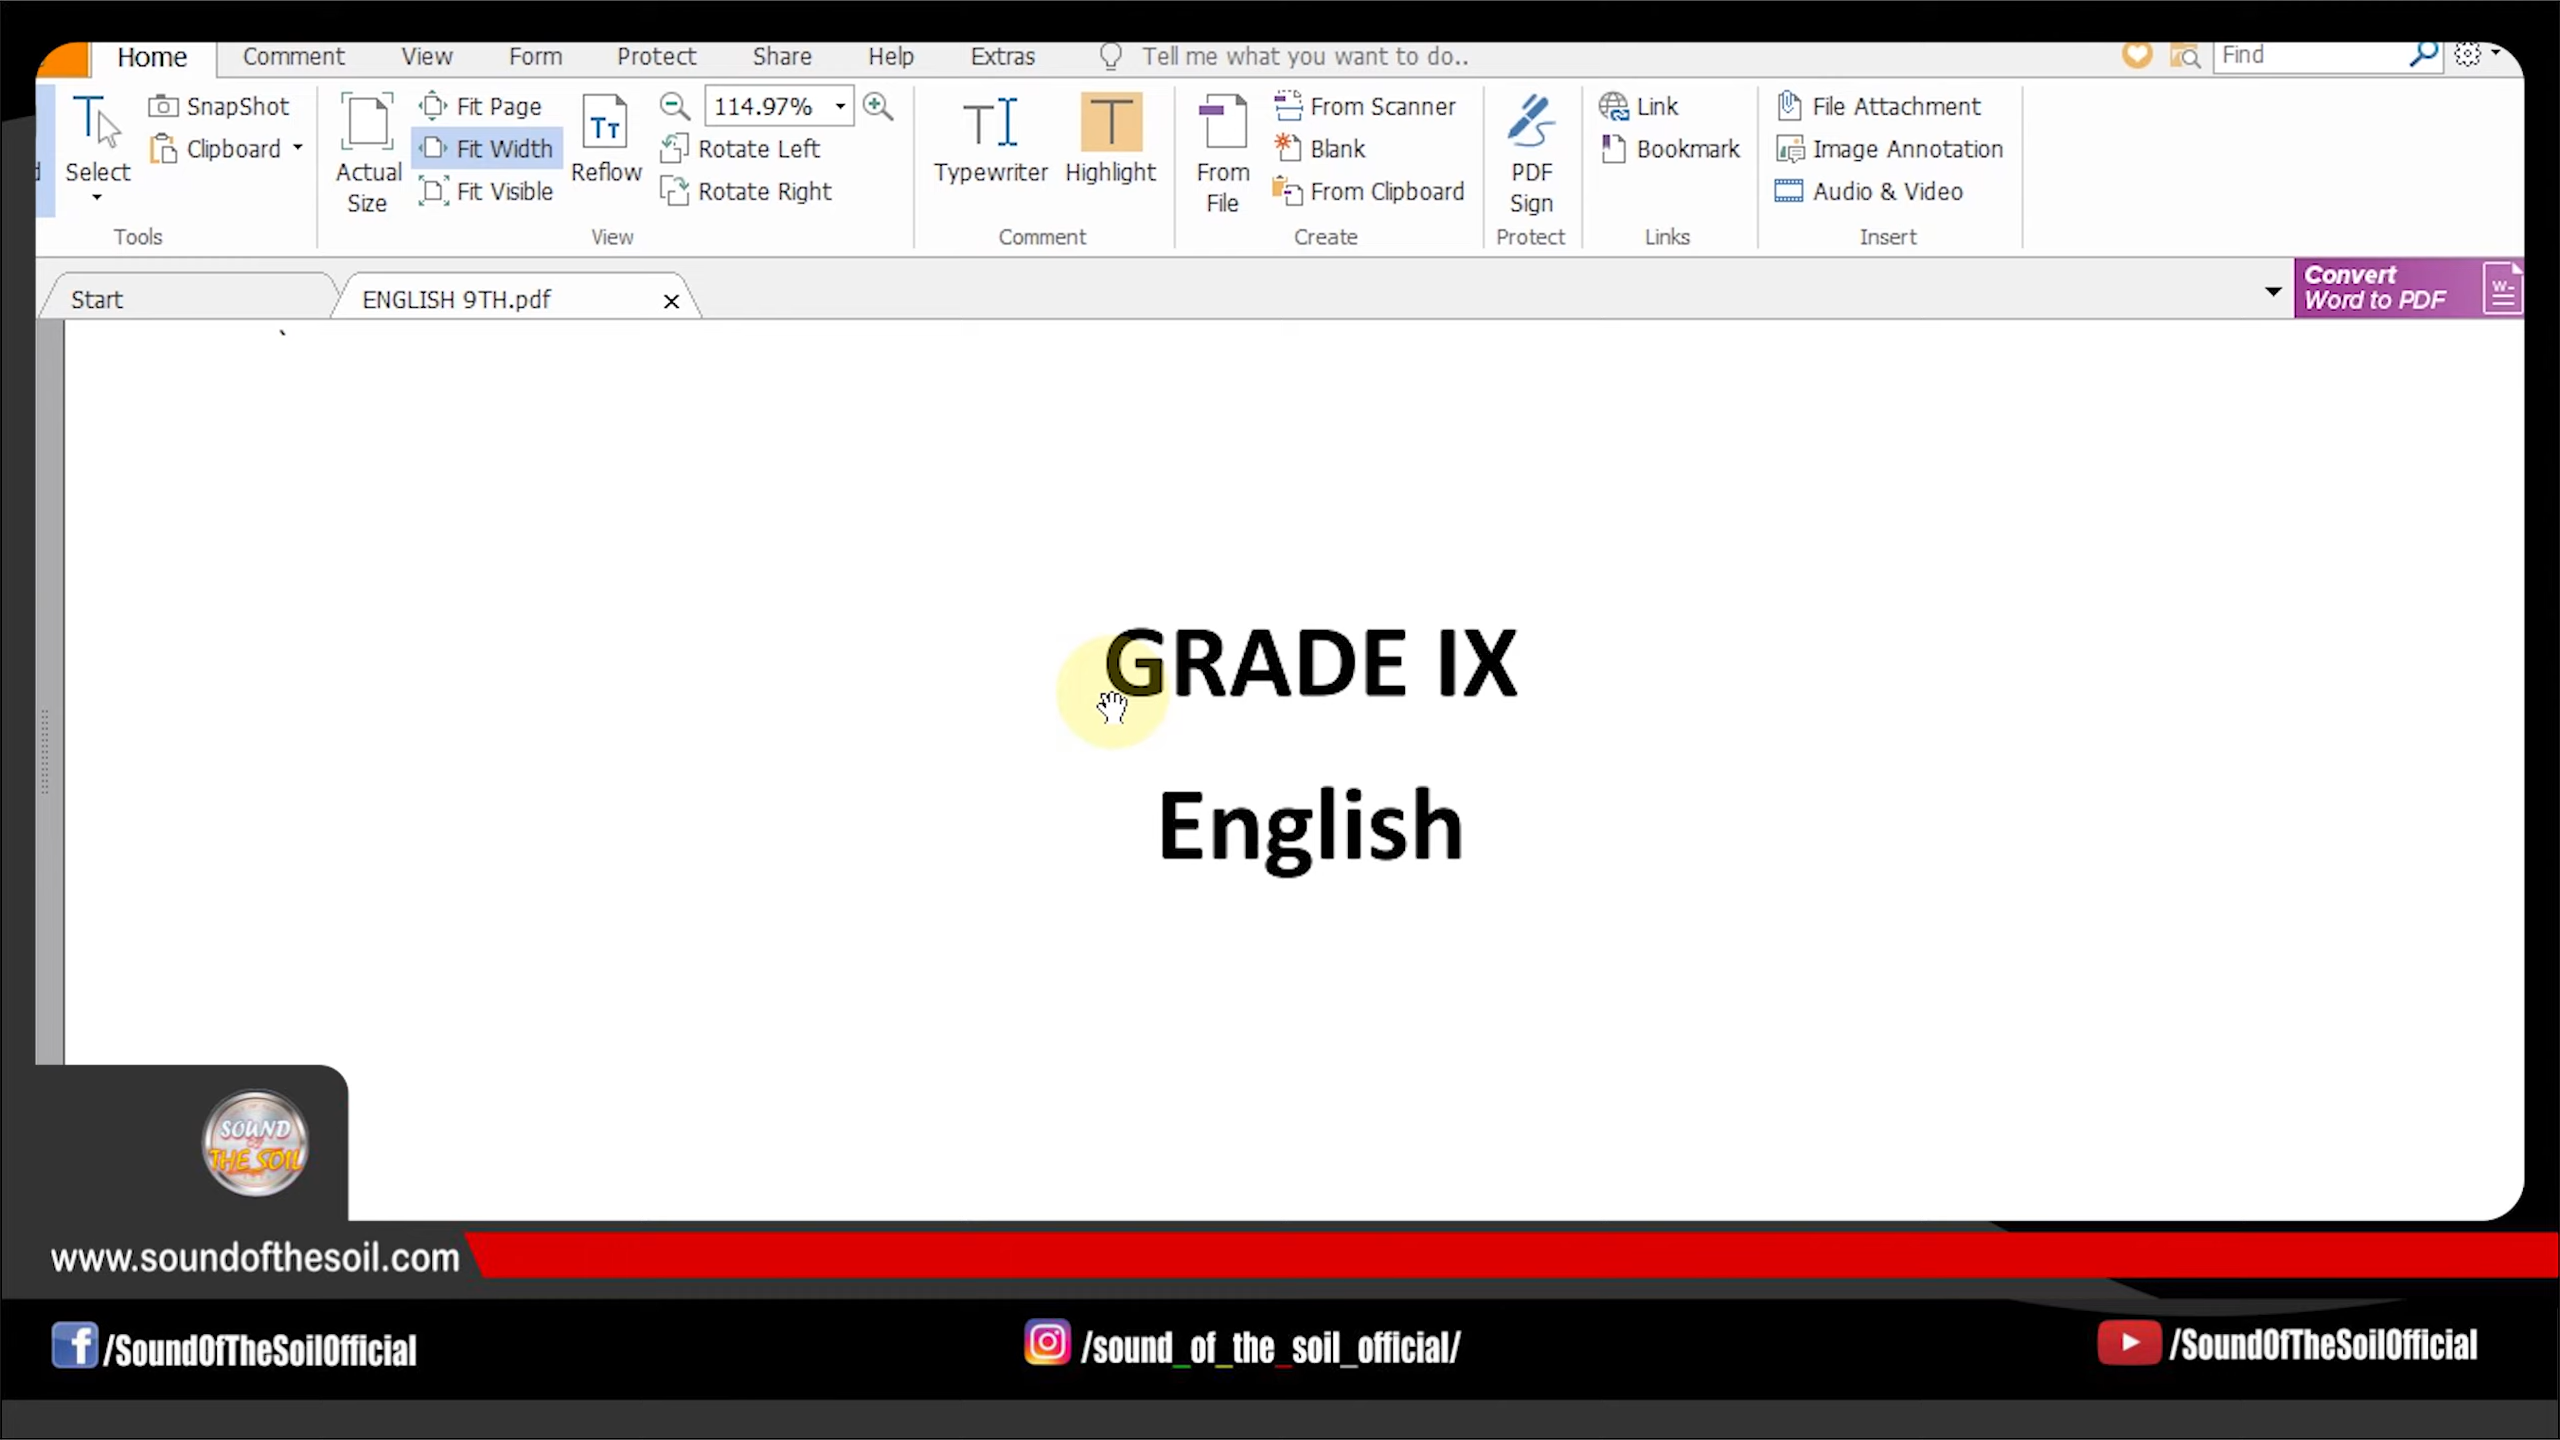 Home Comment View Form Protect Share Help Extras Tell me what you want to do.. Find
Select
SnapShot
Clipboard
Tools
Actual
Size
Fit Page
Fit Width
Fit Visible
Reflow
114.97%
Rotate Left
Rotate Right
View
Typewriter
Highlight
Comment
From
File
From Scanner
Blank
From Clipboard
Create
PDF
Sign
Protect
Link
Bookmark
Links
File Attachment
Image Annotation
Audio & Video
Insert
Start
ENGLISH 9TH.pdf
Convert
Word to PDF
GRADE IX
English
SOUND
OF
THE SOIL
www.soundofthesoil.com
/SoundOfTheSoilOfficial
/sound_of_the_soil_official/
/SoundOfTheSoilOfficial